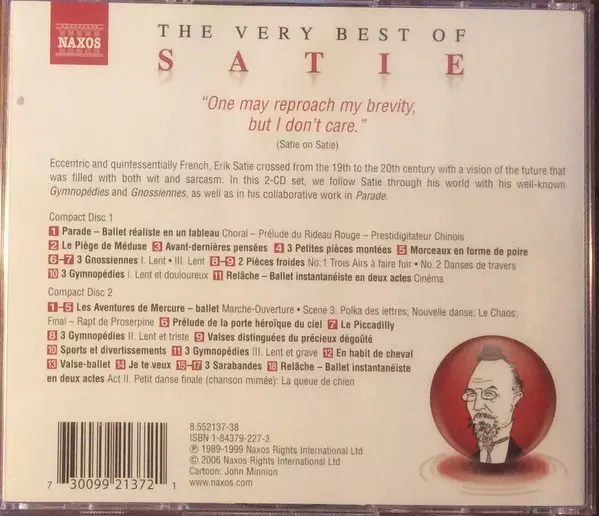 NAXOS
THE VERY BEST OF
SATIE
“One may reproach my brevity,
but I don’t care.”
(Satie on Satie)
Eccentric and quintessentially French, Erik Satie crossed from the 19th to the 20th century with a vision of the future that
was filled with both wit and sarcasm: In this 2-CD set, we follow Satie through his world with his well-known
Gymnopédies and Gnossiennes, as well as in his collaborative work in Parade.
Compact Disc 1
1 Parade – Ballet réaliste en un tableau Choral – Prélude du Rideau Rouge – Prestidigitateur Chinois
2 Le Piège de Méduse 3 Avant-dernières pensées 4 3 Petites pièces montées 5 Morceaux en forme de poire
6–7 3 Gnossiennes I. Lent • III. Lent 8–9 2 Pièces froides No. 1 Trois Airs à faire fuir • No. 2 Danses de travers
10 3 Gymnopédies I. Lent et douloureux 11 Relâche – Ballet instantanéiste en deux actes Cinéma
Compact Disc 2
1–5 Les Aventures de Mercure – ballet Marche-Ouverture • Scene 3: Polka des lettres; Nouvelle danse; Le Chaos;
Final – Rapt de Proserpine 6 Prélude de la porte héroïque du ciel 7 Le Piccadilly
8 3 Gymnopédies II. Lent et triste 9 Valses distinguées du précieux dégoûté
10 Sports et divertissements 11 3 Gymnopédies III. Lent et grave 12 En habit de cheval
13 Valse-ballet 14 Je te veux 15–17 3 Sarabandes 18 Relâche – Ballet instantanéiste
en deux actes Act II. Petit danse finale (chanson mimée): La queue de chien
8.552137-38
ISBN 1-84379-227-3
℗ 1989-1999 Naxos Rights International Ltd
© 2006 Naxos Rights International Ltd
Cartoon: John Minnion
www.naxos.com
7 30099 21372 1